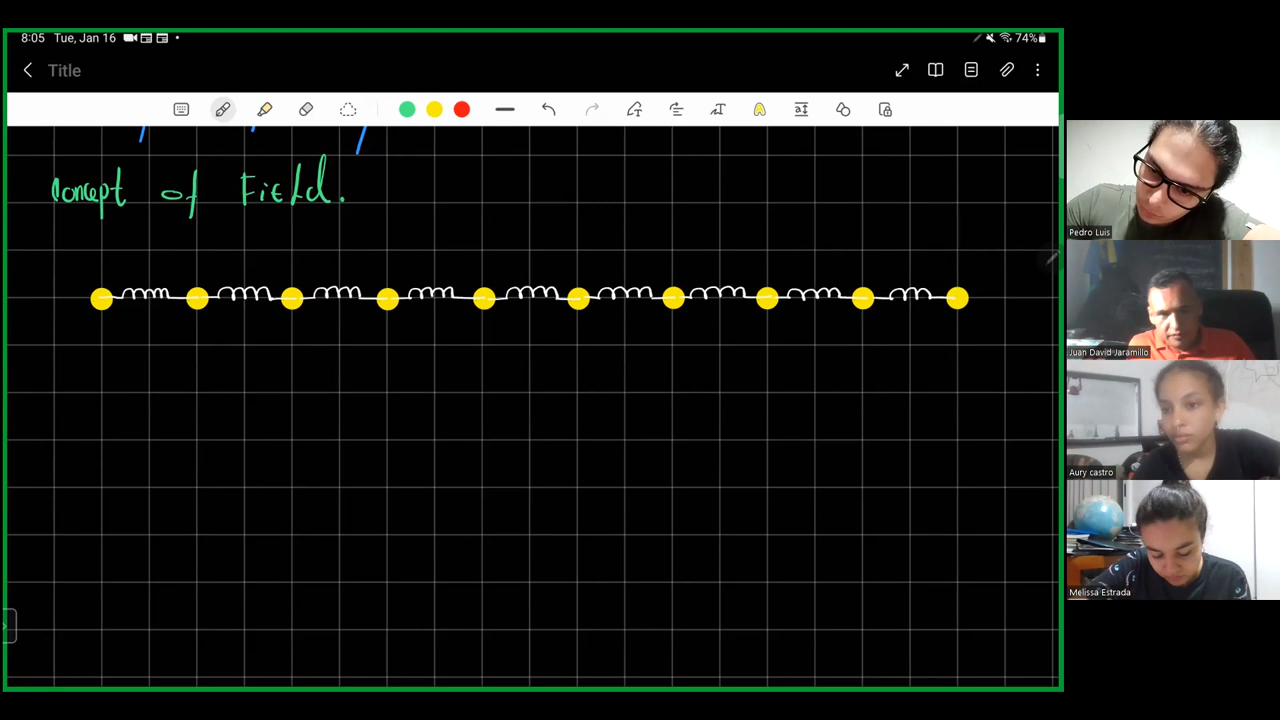 8:05 Tue, Jan 16 74%
Title
Concept of Field.
Pedro Luis
Juan David Jaramillo
Aury castro
Melissa Estrada